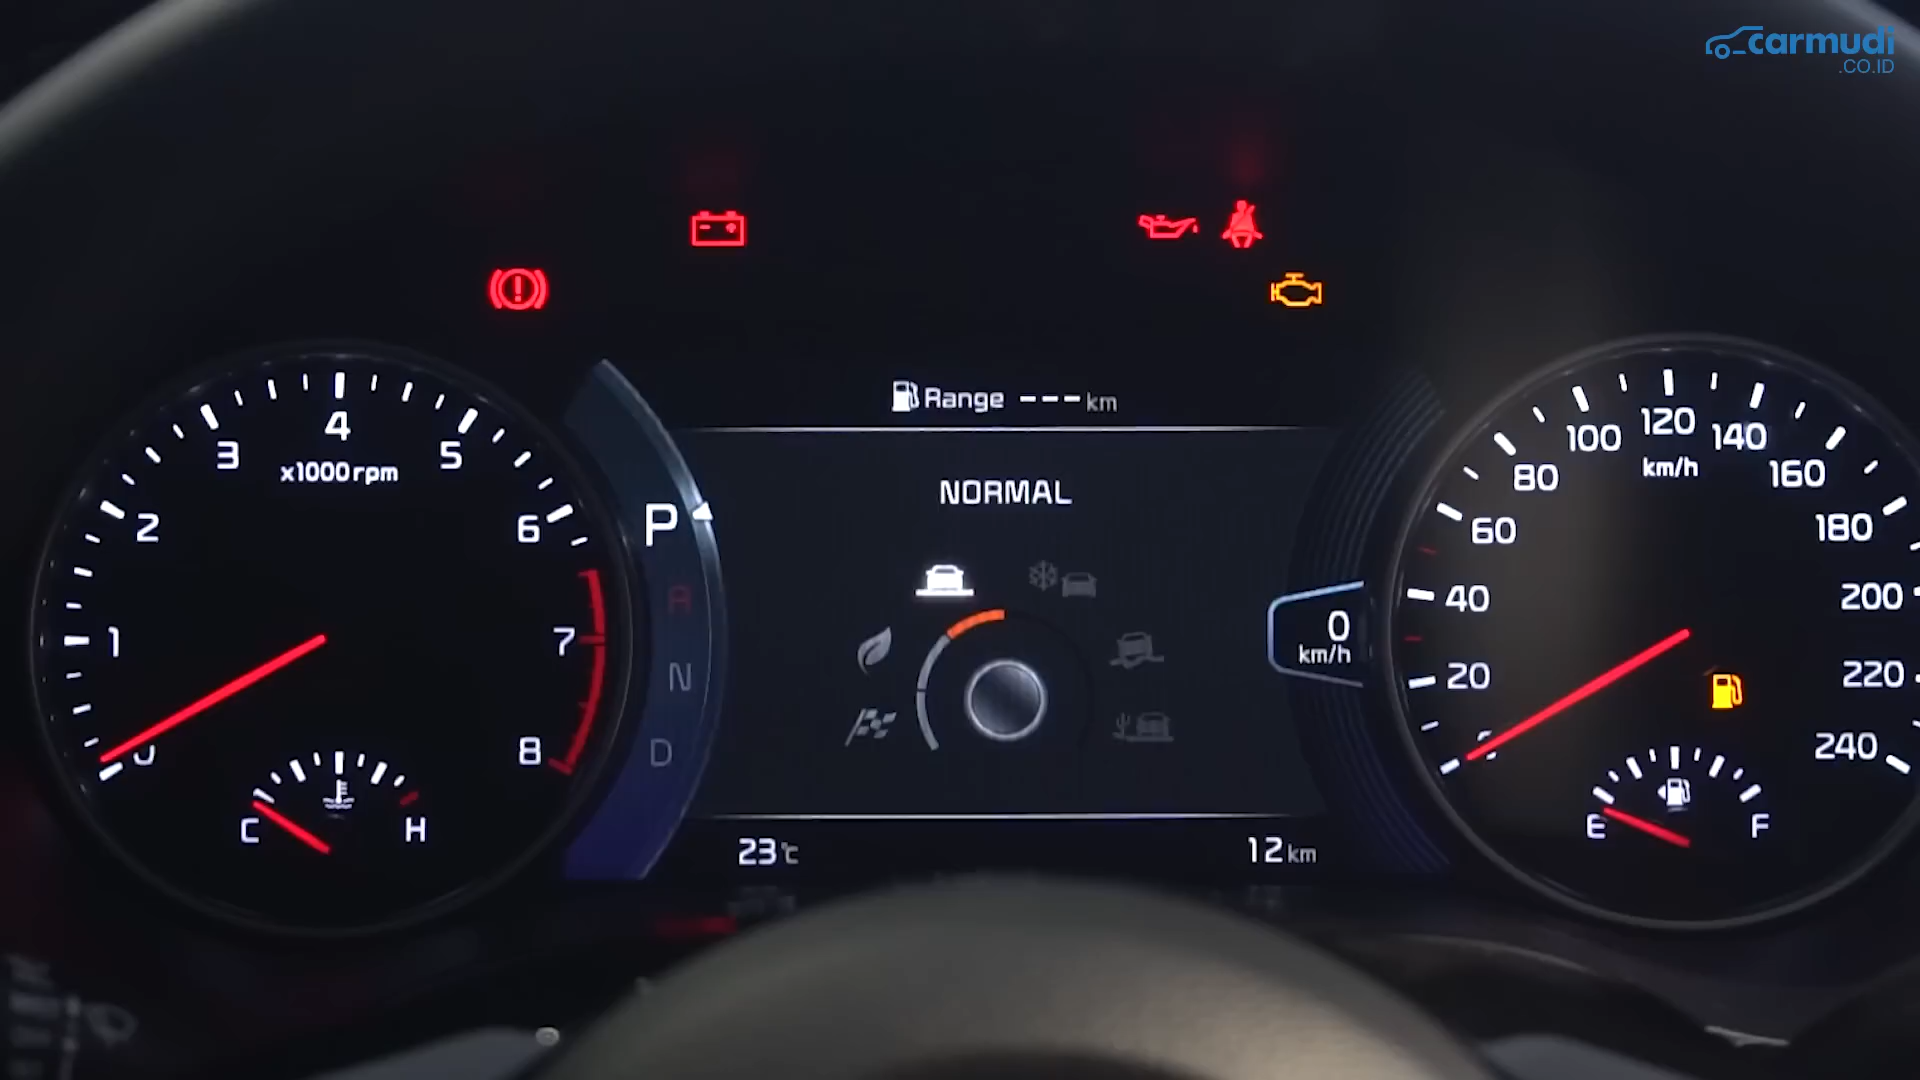 carmudi
.CO.ID
Range ---km
NORMAL
x1000rpm
0
1
2
3
4
5
6
7
8
C
H
P
R
N
D
0
km/h
23℃
12km
km/h
20
40
60
80
100
120
140
160
180
200
220
240
E
F